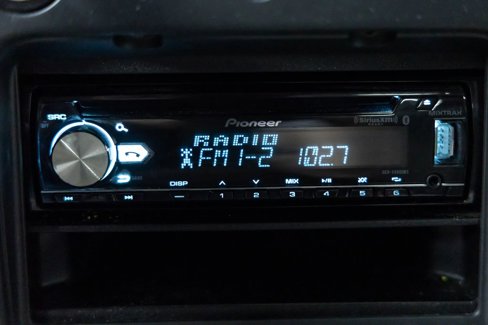 SRC
Pioneer
SiriusXM
MIXTRAX
RADIO
FM1-2 102.7
DISP MIX
1 2 3 4 5 6